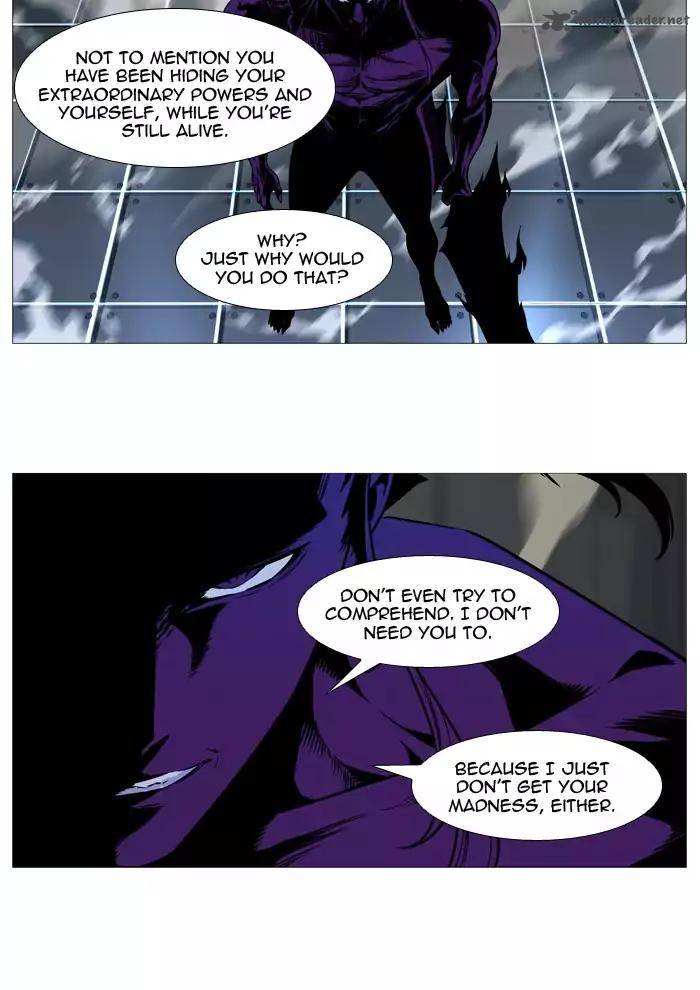 mangareader.net
NOT TO MENTION YOU
HAVE BEEN HIDING YOUR
EXTRAORDINARY POWERS AND
YOURSELF, WHILE YOU'RE
STILL ALIVE.
WHY?
JUST WHY WOULD
YOU DO THAT?
DON'T EVEN TRY TO
COMPREHEND. I DON'T
NEED YOU TO.
BECAUSE I JUST
DON'T GET YOUR
MADNESS, EITHER.